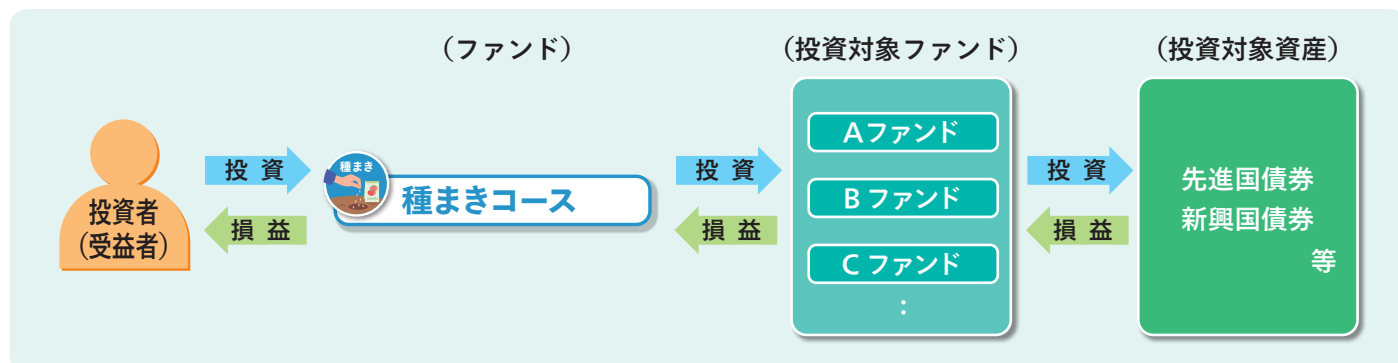 （ファンド）
（投資対象ファンド）
（投資対象資産）
投資者
（受益者）
投 資
損 益
種まき
種まきコース
投 資
損 益
Aファンド
B ファンド
C ファンド
：
投 資
損 益
先進国債券
新興国債券
等